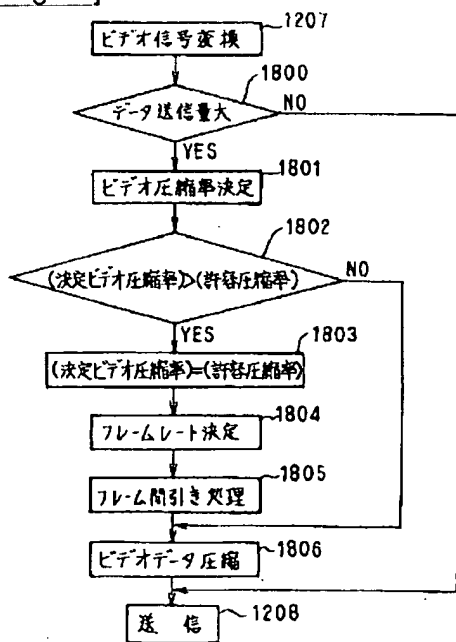 1207
ビデオ信号変換
1800
データ送信量大
NO
YES
1801
ビデオ圧縮率決定
1802
(決定ビデオ圧縮率)>(許容圧縮率)
NO
YES
1803
(決定ビデオ圧縮率)=(許容圧縮率)
1804
フレームレート決定
1805
フレーム間引き処理
1806
ビデオデータ圧縮
1208
送信